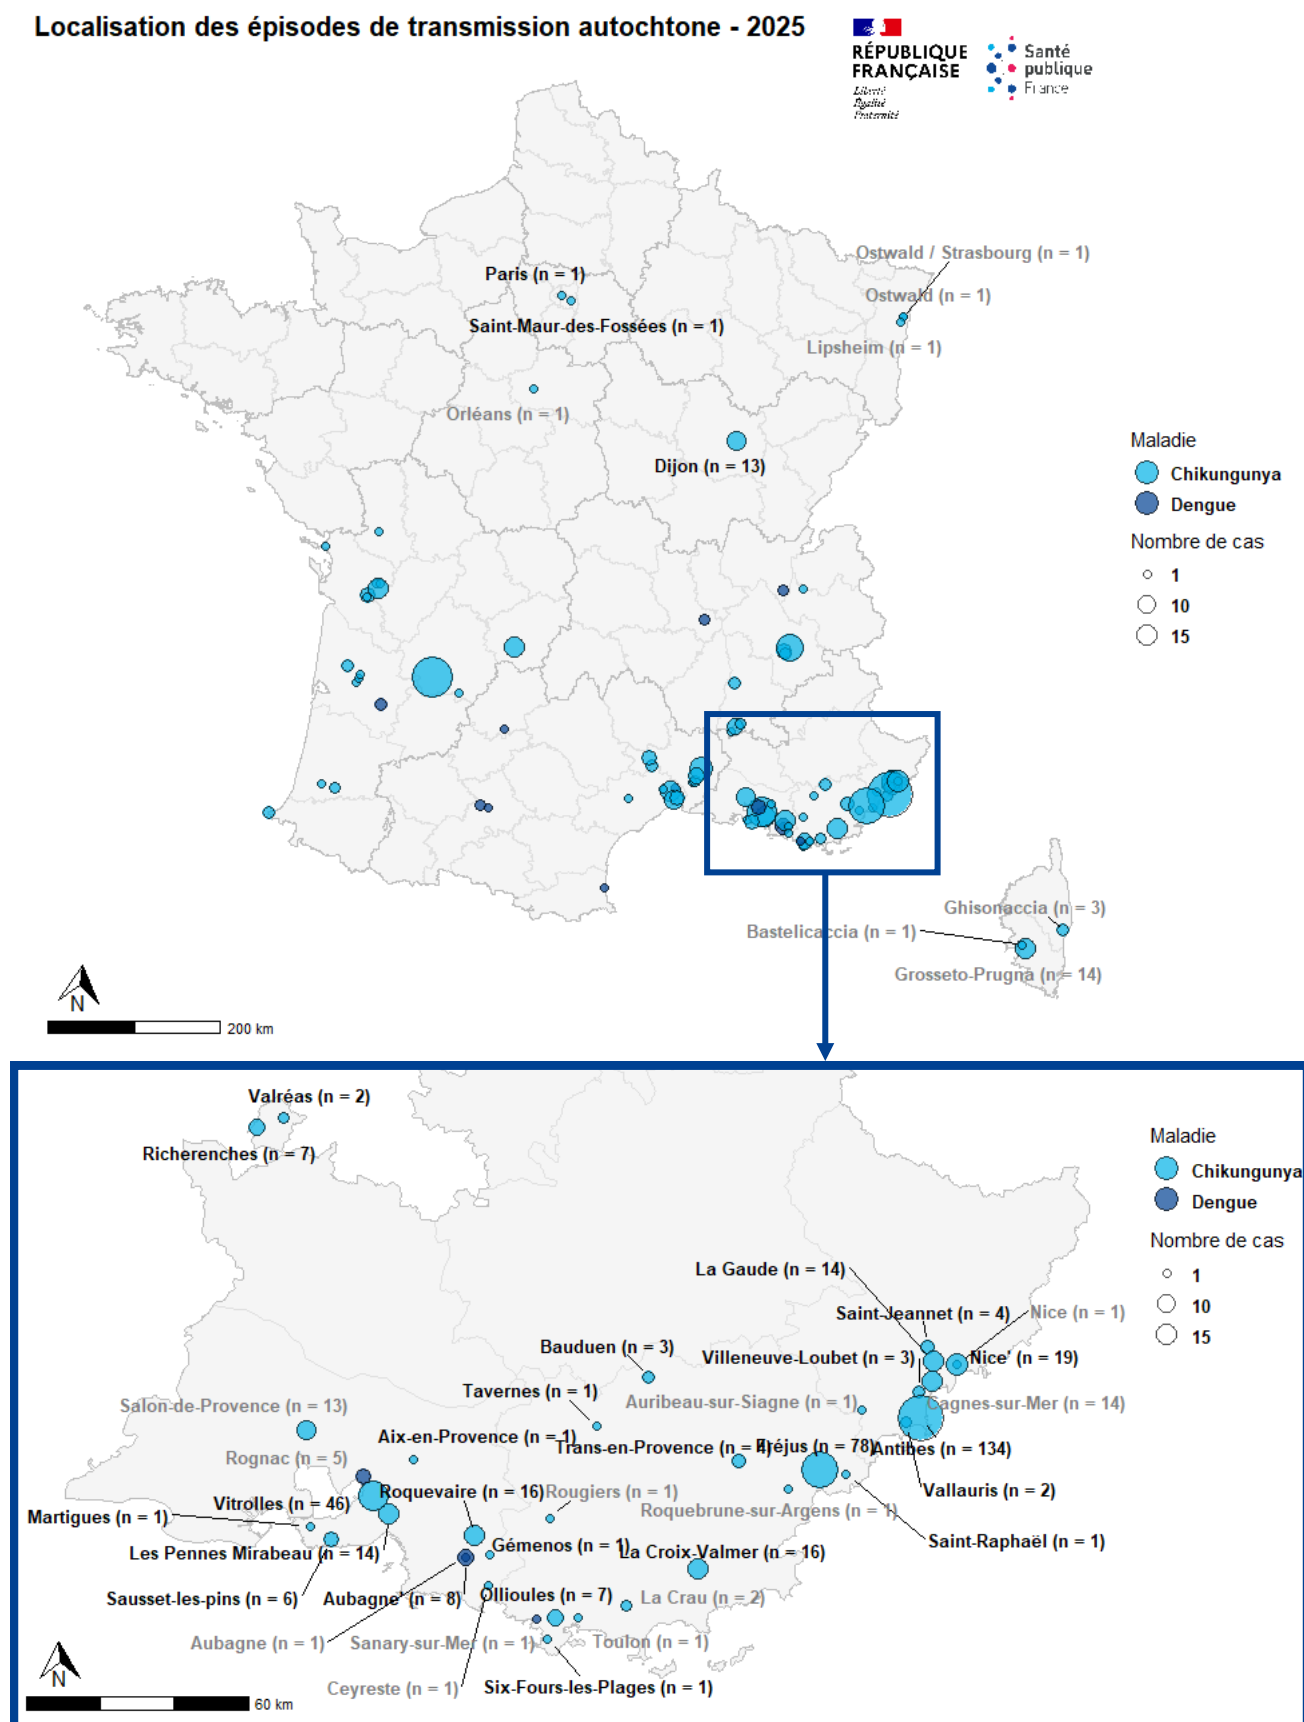 Localisation des épisodes de transmission autochtone - 2025
RÉPUBLIQUE
FRANÇAISE
Liberté
Égalité
Fraternité
Santé
publique
France
Ostwald / Strasbourg (n = 1)
Paris (n = 1)
Ostwald (n = 1)
Saint-Maur-des-Fossées (n = 1)
Lipsheim (n = 1)
Orléans (n = 1)
Dijon (n = 13)
Maladie
Chikungunya
Dengue
Nombre de cas
1
10
15
Ghisonaccia (n = 3)
Bastelicaccia (n = 1)
Grosseto-Prugna (n = 14)
N
200 km
Valréas (n = 2)
Richerenches (n = 7)
Maladie
Chikungunya
Dengue
Nombre de cas
1
10
15
La Gaude (n = 14)
Saint-Jeannet (n = 4)
Nice (n = 1)
Bauduen (n = 3)
Villeneuve-Loubet (n = 3)
Nice' (n = 19)
Tavernes (n = 1)
Auribeau-sur-Siagne (n = 1)
Cagnes-sur-Mer (n = 14)
Salon-de-Provence (n = 13)
Aix-en-Provence (n = 1)
Trans-en-Provence (n = 4)
Fréjus (n = 78)
Antibes (n = 134)
Rognac (n = 5)
Roquevaire (n = 16)
Rougiers (n = 1)
Vallauris (n = 2)
Vitrolles (n = 46)
Roquebrune-sur-Argens (n = 1)
Martigues (n = 1)
Saint-Raphaël (n = 1)
Les Pennes Mirabeau (n = 14)
Gémenos (n = 1)
La Croix-Valmer (n = 16)
Sausset-les-pins (n = 6)
Aubagne' (n = 8)
Ollioules (n = 7)
La Crau (n = 2)
Aubagne (n = 1)
Sanary-sur-Mer (n = 1)
Toulon (n = 1)
Ceyreste (n = 1)
Six-Fours-les-Plages (n = 1)
N
60 km